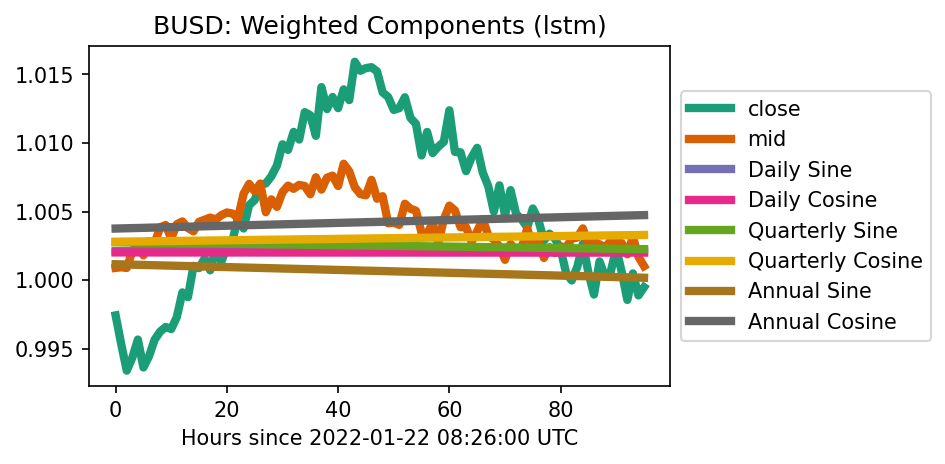 BUSD: Weighted Components (lstm)
1.015
1.010
1.005
1.000
0.995
0
20
40
60
80
Hours since 2022-01-22 08:26:00 UTC
close
mid
Daily Sine
Daily Cosine
Quarterly Sine
Quarterly Cosine
Annual Sine
Annual Cosine